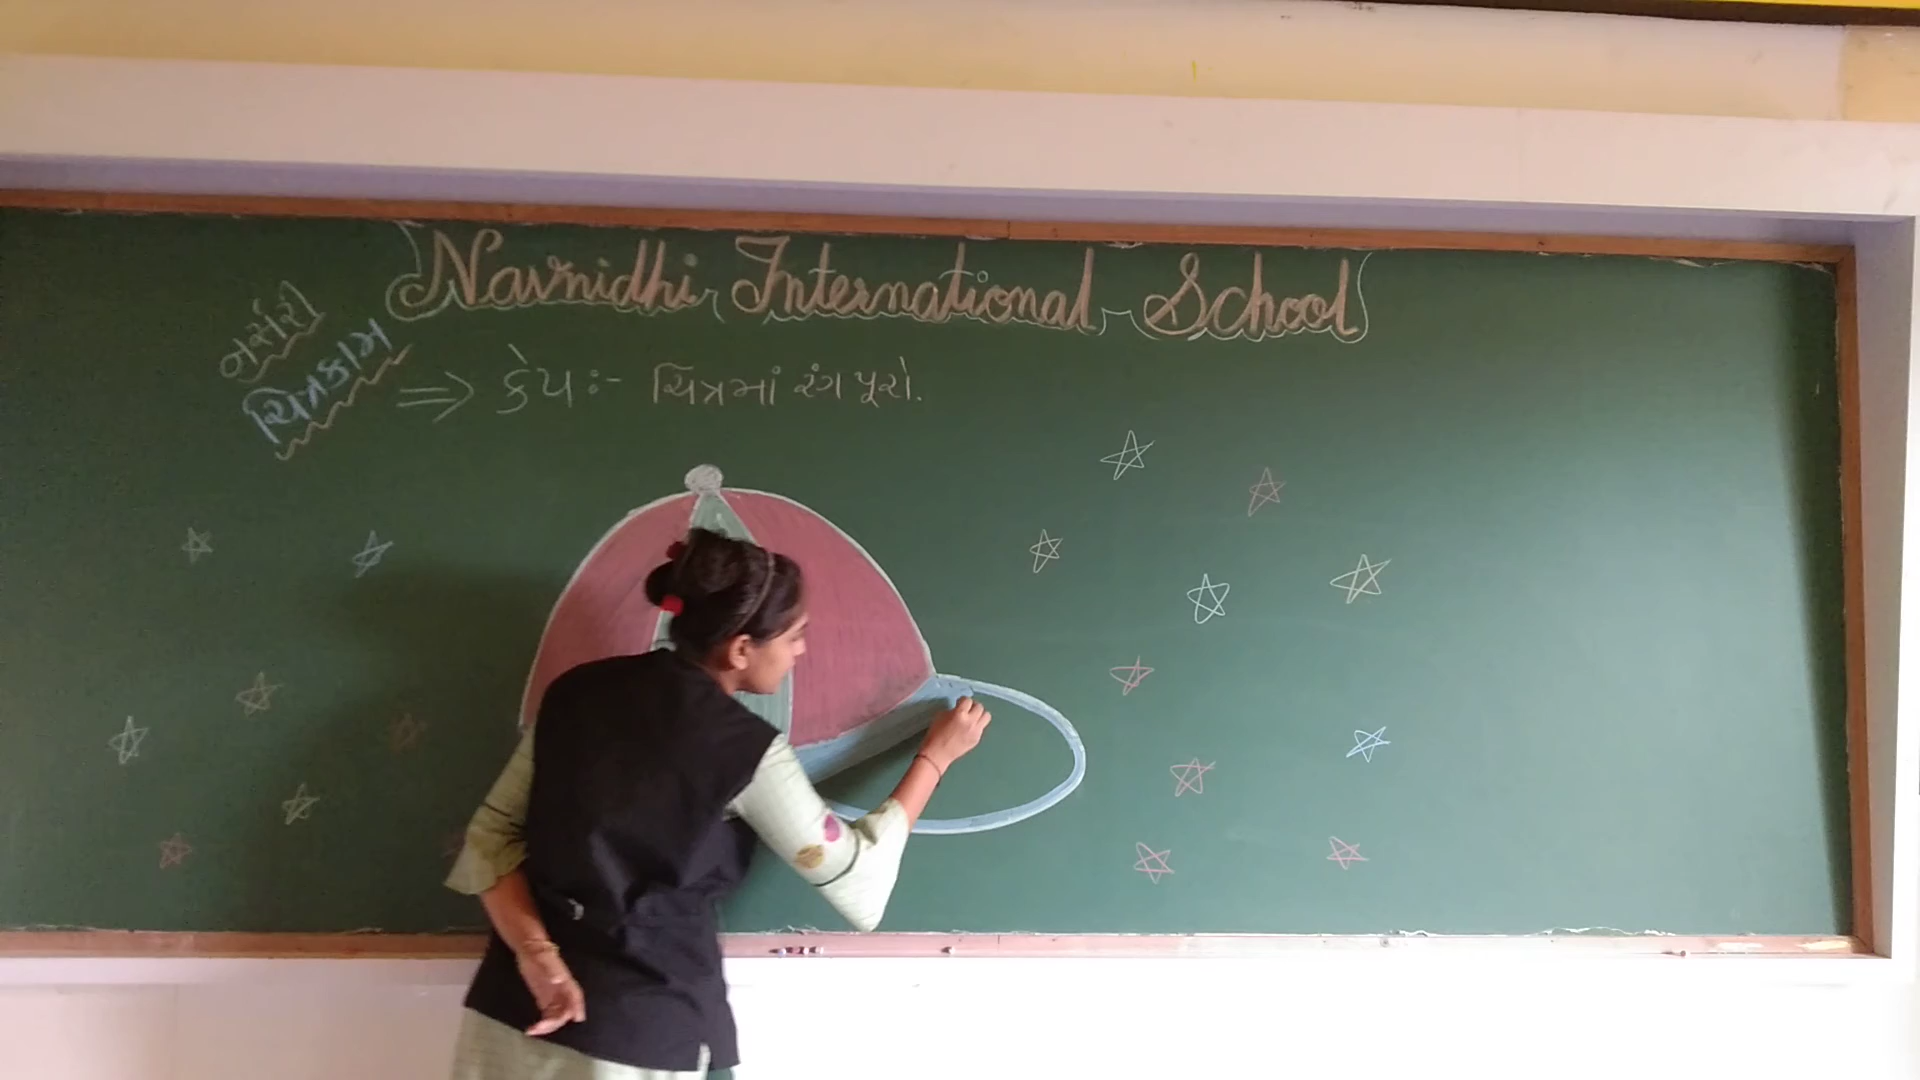 Navnidhi International School
નર્સરી
ચિત્રકામ
⇒ કેપઃ- ચિત્રમાં રંગ પૂરો.